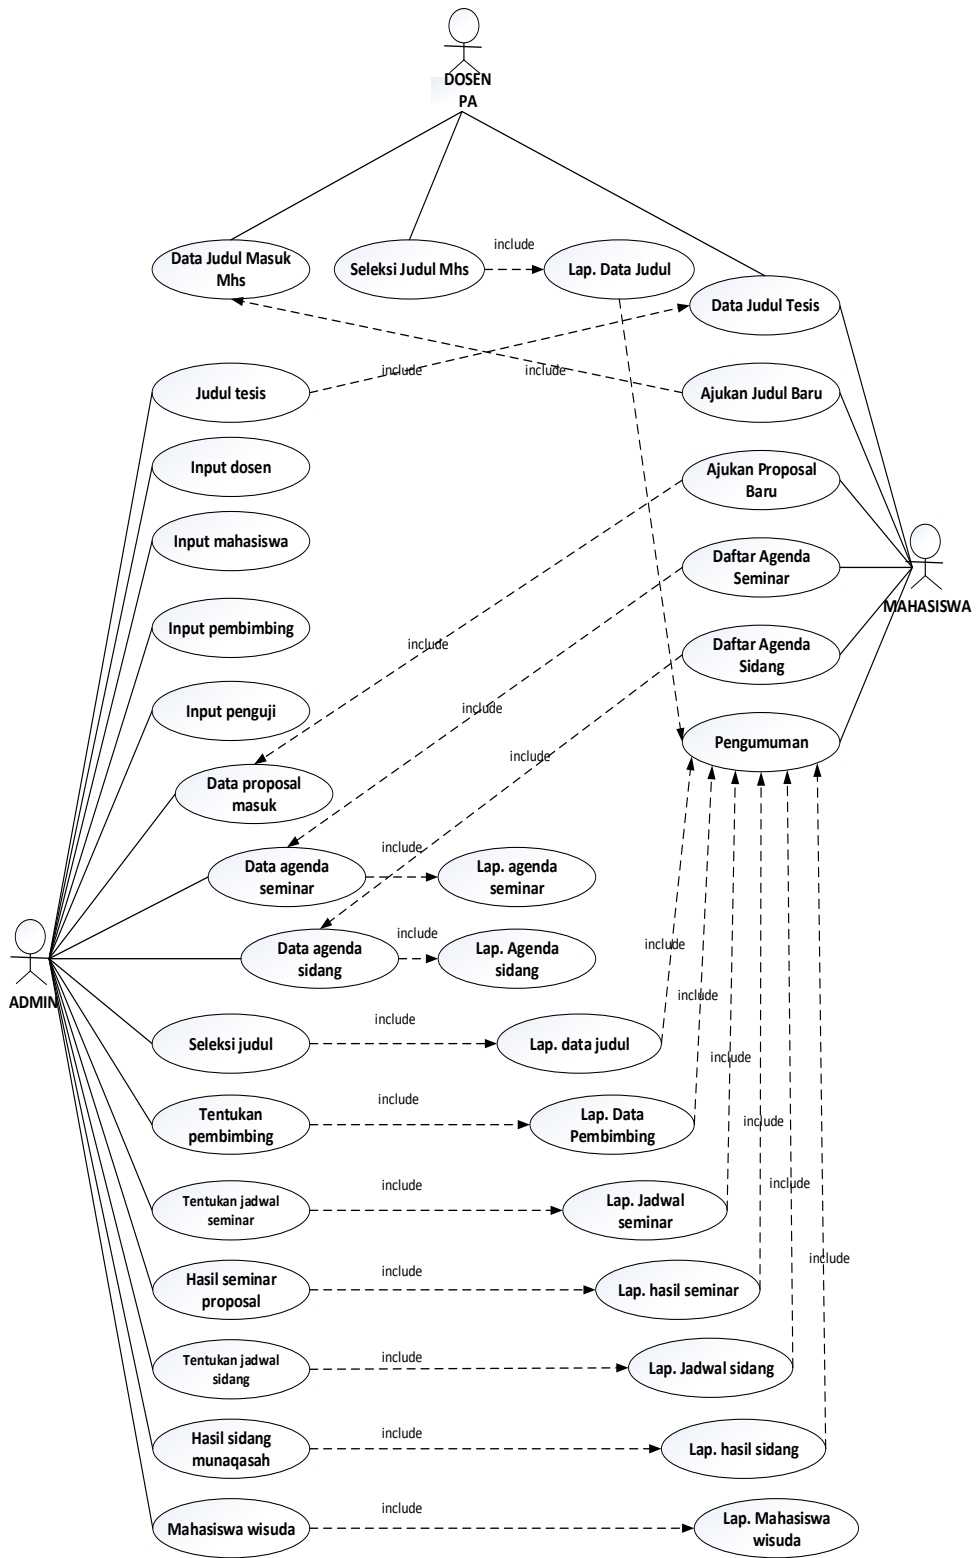 DOSEN
PA
include
Data Judul Masuk
Mhs
Seleksi Judul Mhs
Lap. Data Judul
Data Judul Tesis
include
include
Judul tesis
Ajukan Judul Baru
Input dosen
Ajukan Proposal
Baru
Input mahasiswa
Daftar Agenda
Seminar
MAHASISWA
Input pembimbing
include
Daftar Agenda
Sidang
Input penguji
include
Pengumuman
include
Data proposal
masuk
include
Data agenda
seminar
Lap. agenda
seminar
include
Data agenda
sidang
Lap. Agenda
sidang
include
ADMIN
include
include
Seleksi judul
Lap. data judul
include
include
Tentukan
pembimbing
Lap. Data
Pembimbing
include
include
include
Tentukan jadwal
seminar
Lap. Jadwal
seminar
include
include
Hasil seminar
proposal
Lap. hasil seminar
include
Tentukan jadwal
sidang
Lap. Jadwal sidang
include
Hasil sidang
munaqasah
Lap. hasil sidang
include
Mahasiswa wisuda
Lap. Mahasiswa
wisuda